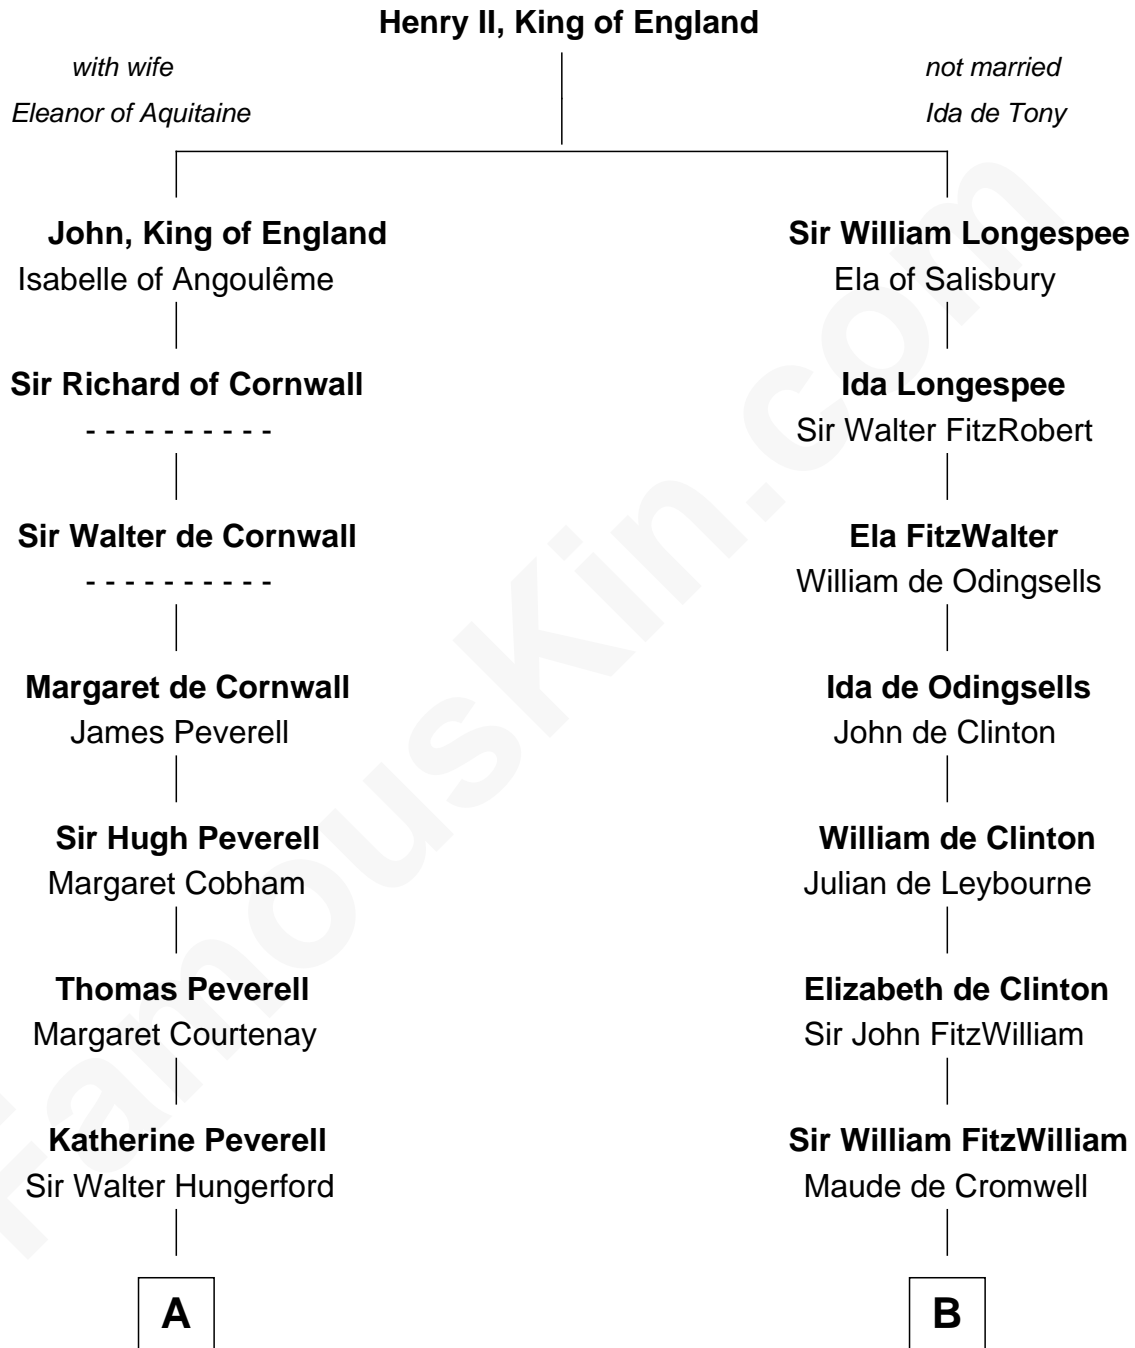 Henry II, King of England
with wife
Eleanor of Aquitaine
not married
Ida de Tony
John, King of England
Isabelle of Angoulême
Sir William Longespee
Ela of Salisbury
Sir Richard of Cornwall
- - - - - - - - - -
Ida Longespee
Sir Walter FitzRobert
Sir Walter de Cornwall
- - - - - - - - - -
Ela FitzWalter
William de Odingsells
Margaret de Cornwall
James Peverell
Ida de Odingsells
John de Clinton
Sir Hugh Peverell
Margaret Cobham
William de Clinton
Julian de Leybourne
Thomas Peverell
Margaret Courtenay
Elizabeth de Clinton
Sir John FitzWilliam
Katherine Peverell
Sir Walter Hungerford
Sir William FitzWilliam
Maude de Cromwell
A
B
FamousKin.com